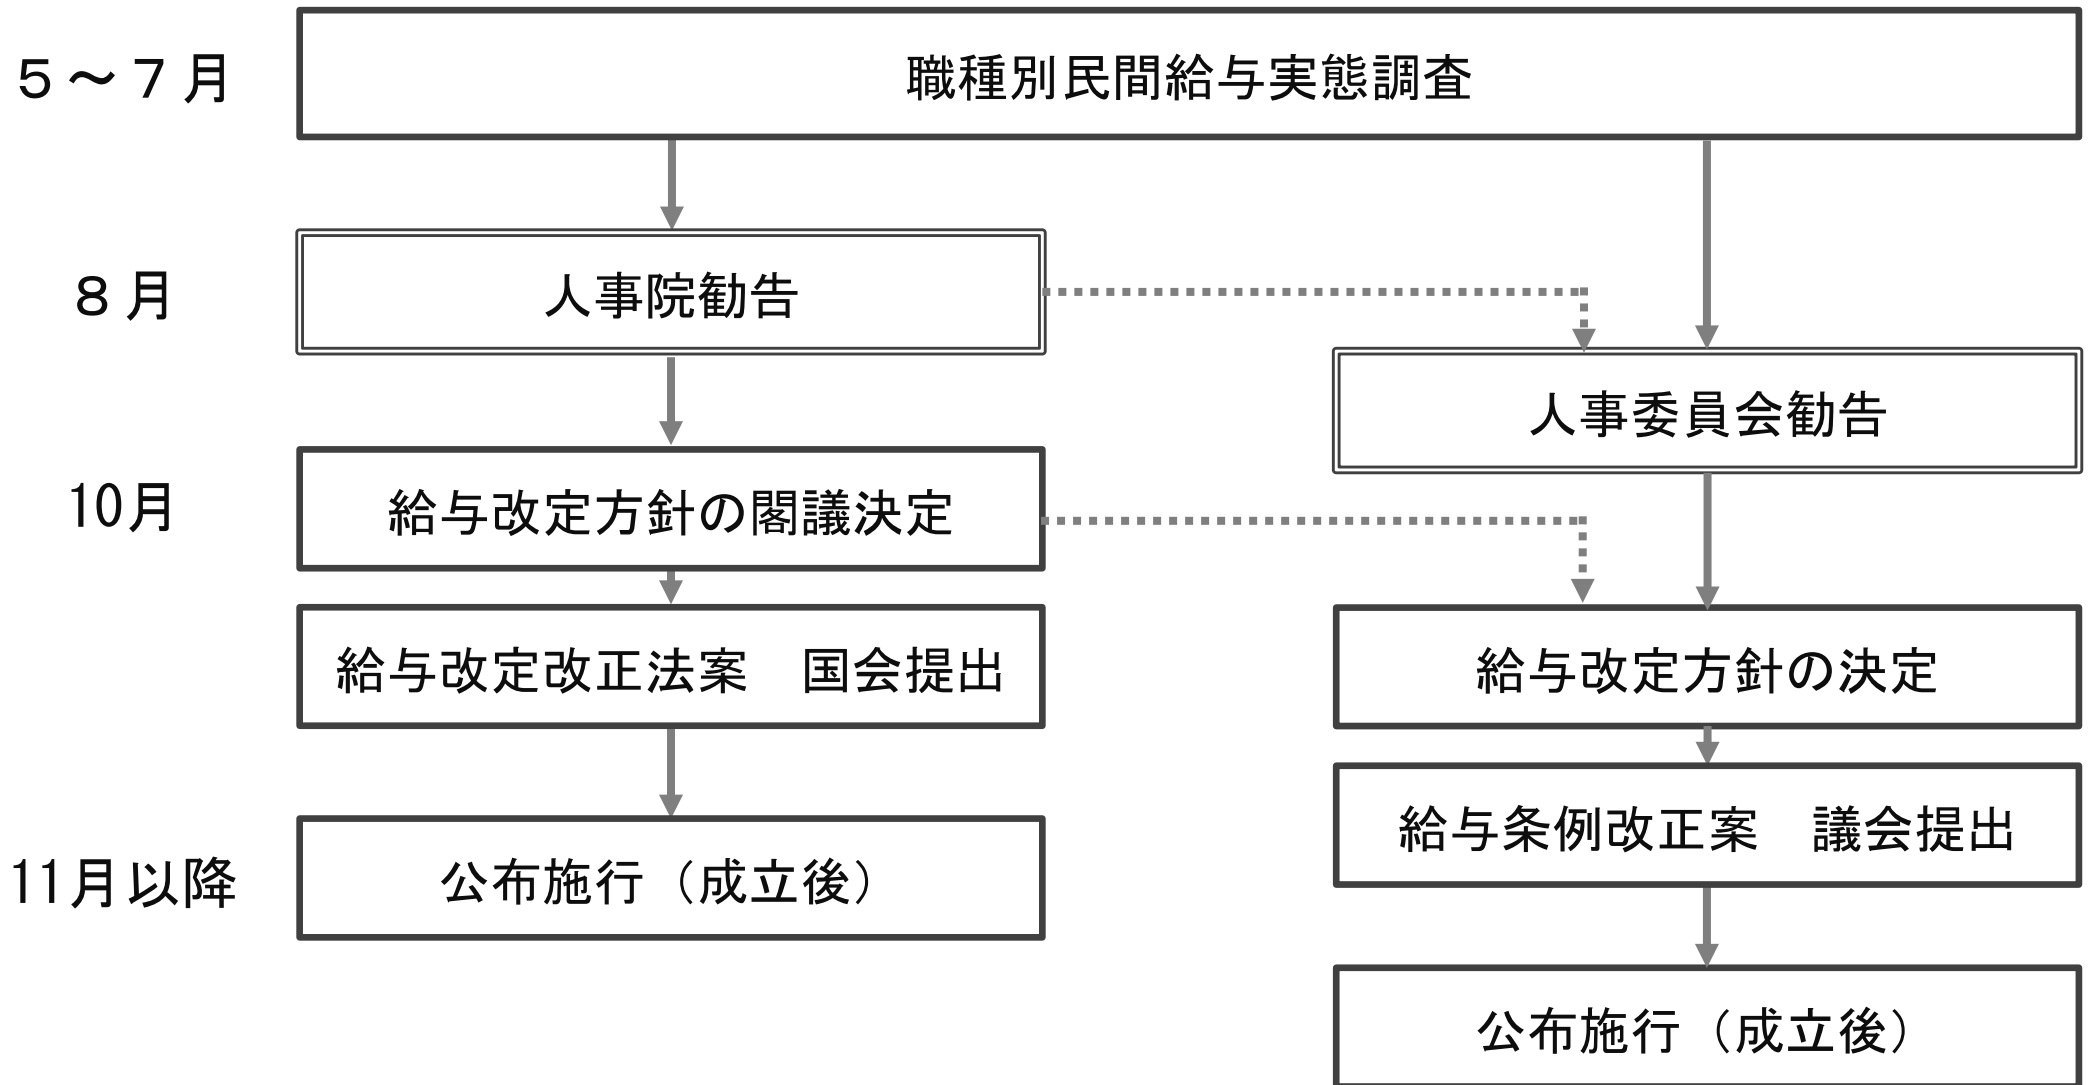 ５～７月
職種別民間給与実態調査
８月
人事院勧告
人事委員会勧告
10月
給与改定方針の閣議決定
給与改定改正法案　国会提出
給与改定方針の決定
給与条例改正案　議会提出
11月以降
公布施行（成立後）
公布施行（成立後）